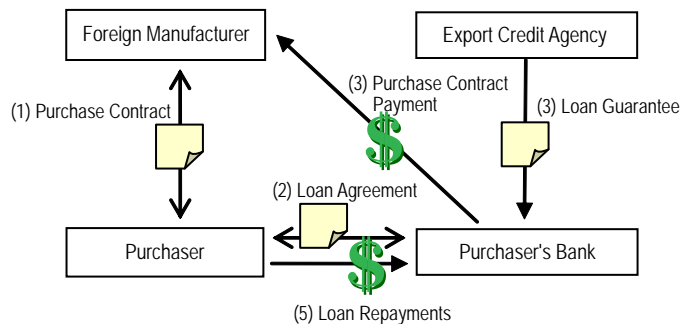 Foreign Manufacturer
Export Credit Agency
(1) Purchase Contract
(3) Purchase Contract
Payment
(3) Loan Guarantee
(2) Loan Agreement
Purchaser
Purchaser's Bank
(5) Loan Repayments